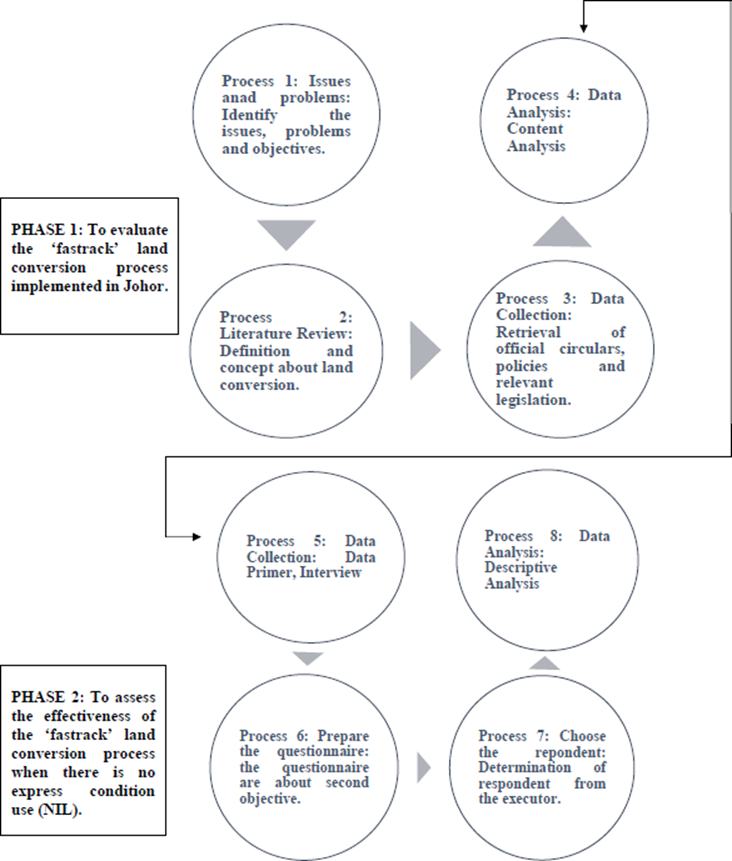 PHASE 1: To evaluate
the ‘fastrack’ land
conversion process
implemented in Johor.
Process 1: Issues
anad problems:
Identify the
issues, problems
and objectives.
Process 2:
Literature Review:
Definition and
concept about land
conversion.
Process 3: Data
Collection:
Retrieval of
official circulars,
policies and
relevant
legislation.
Process 4: Data
Analysis:
Content
Analysis
PHASE 2: To assess
the effectiveness of
the ‘fastrack’ land
conversion process
when there is no
express condition
use (NIL).
Process 5: Data
Collection: Data
Primer, Interview
Process 6: Prepare
the questionnaire:
the questionnaire
are about second
objective.
Process 7: Choose
the repondent:
Determination of
respondent from
the executor.
Process 8: Data
Analysis:
Descriptive
Analysis